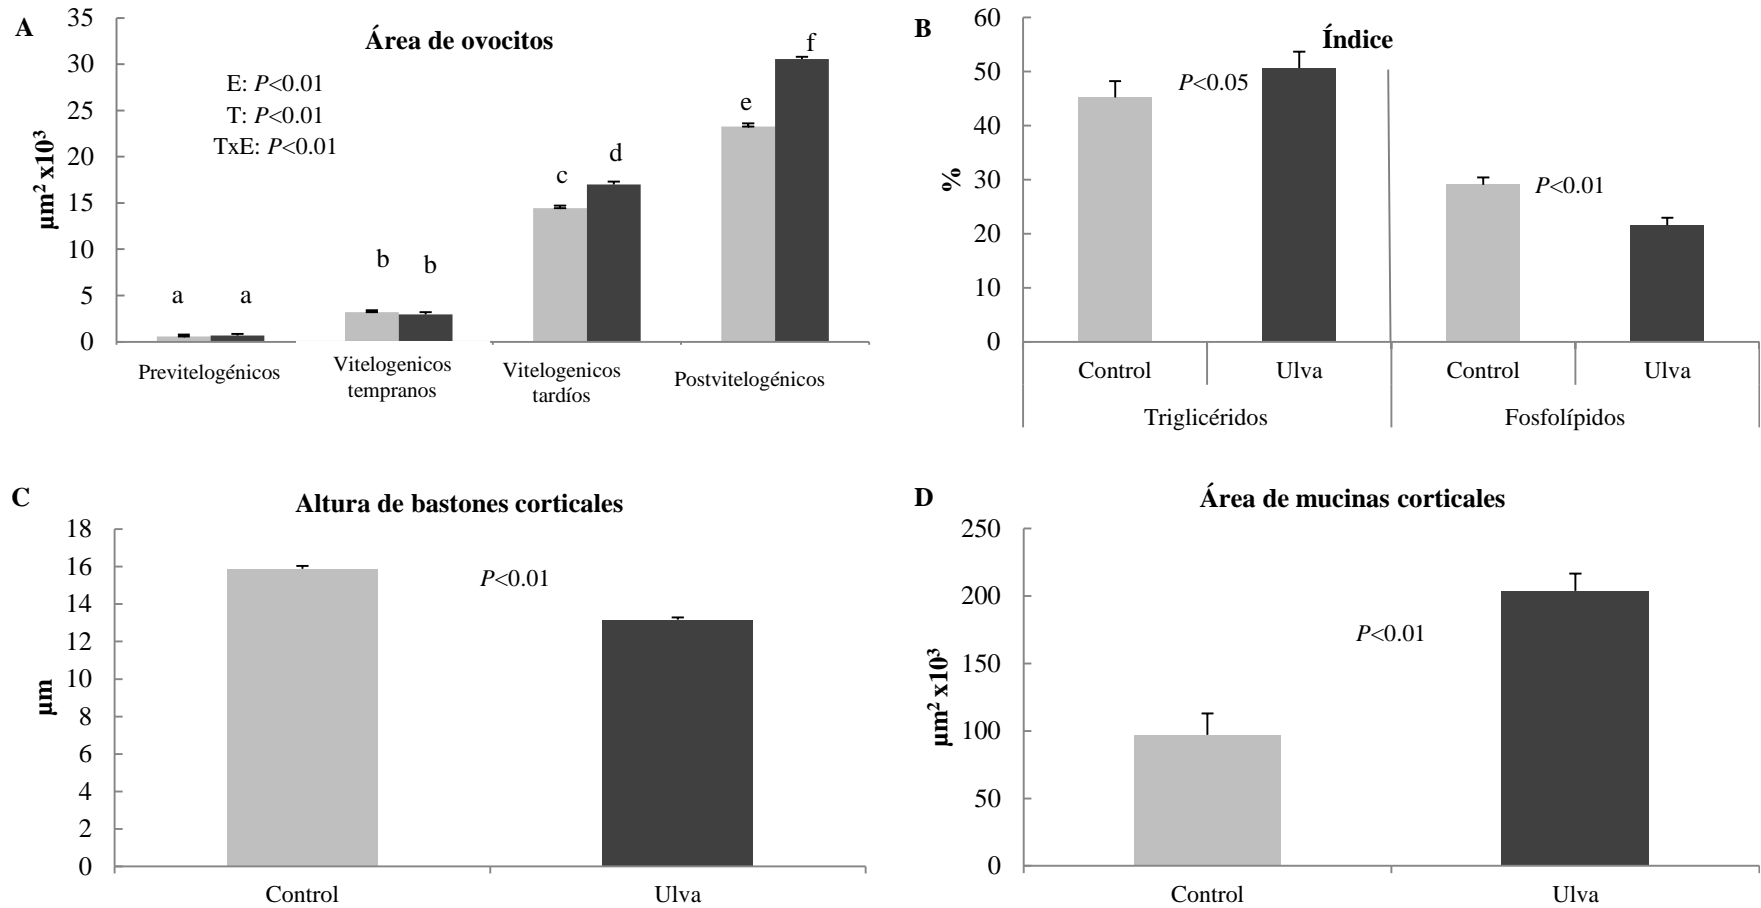 A
Área de ovocitos
35
30
25
20
15
10
5
0
µm² x10³
E: P<0.01
T: P<0.01
TxE: P<0.01
a
a
b
b
c
d
e
f
Previtelogénicos
Vitelogenicos
tempranos
Vitelogenicos
tardíos
Postvitelogénicos
B
Índice
60
50
40
30
20
10
0
%
P<0.05
P<0.01
Control
Ulva
Control
Ulva
Triglicéridos
Fosfolípidos
C
Altura de bastones corticales
18
16
14
12
10
8
6
4
2
0
µm
P<0.01
Control
Ulva
D
Área de mucinas corticales
250
200
150
100
50
0
µm² x10³
P<0.01
Control
Ulva